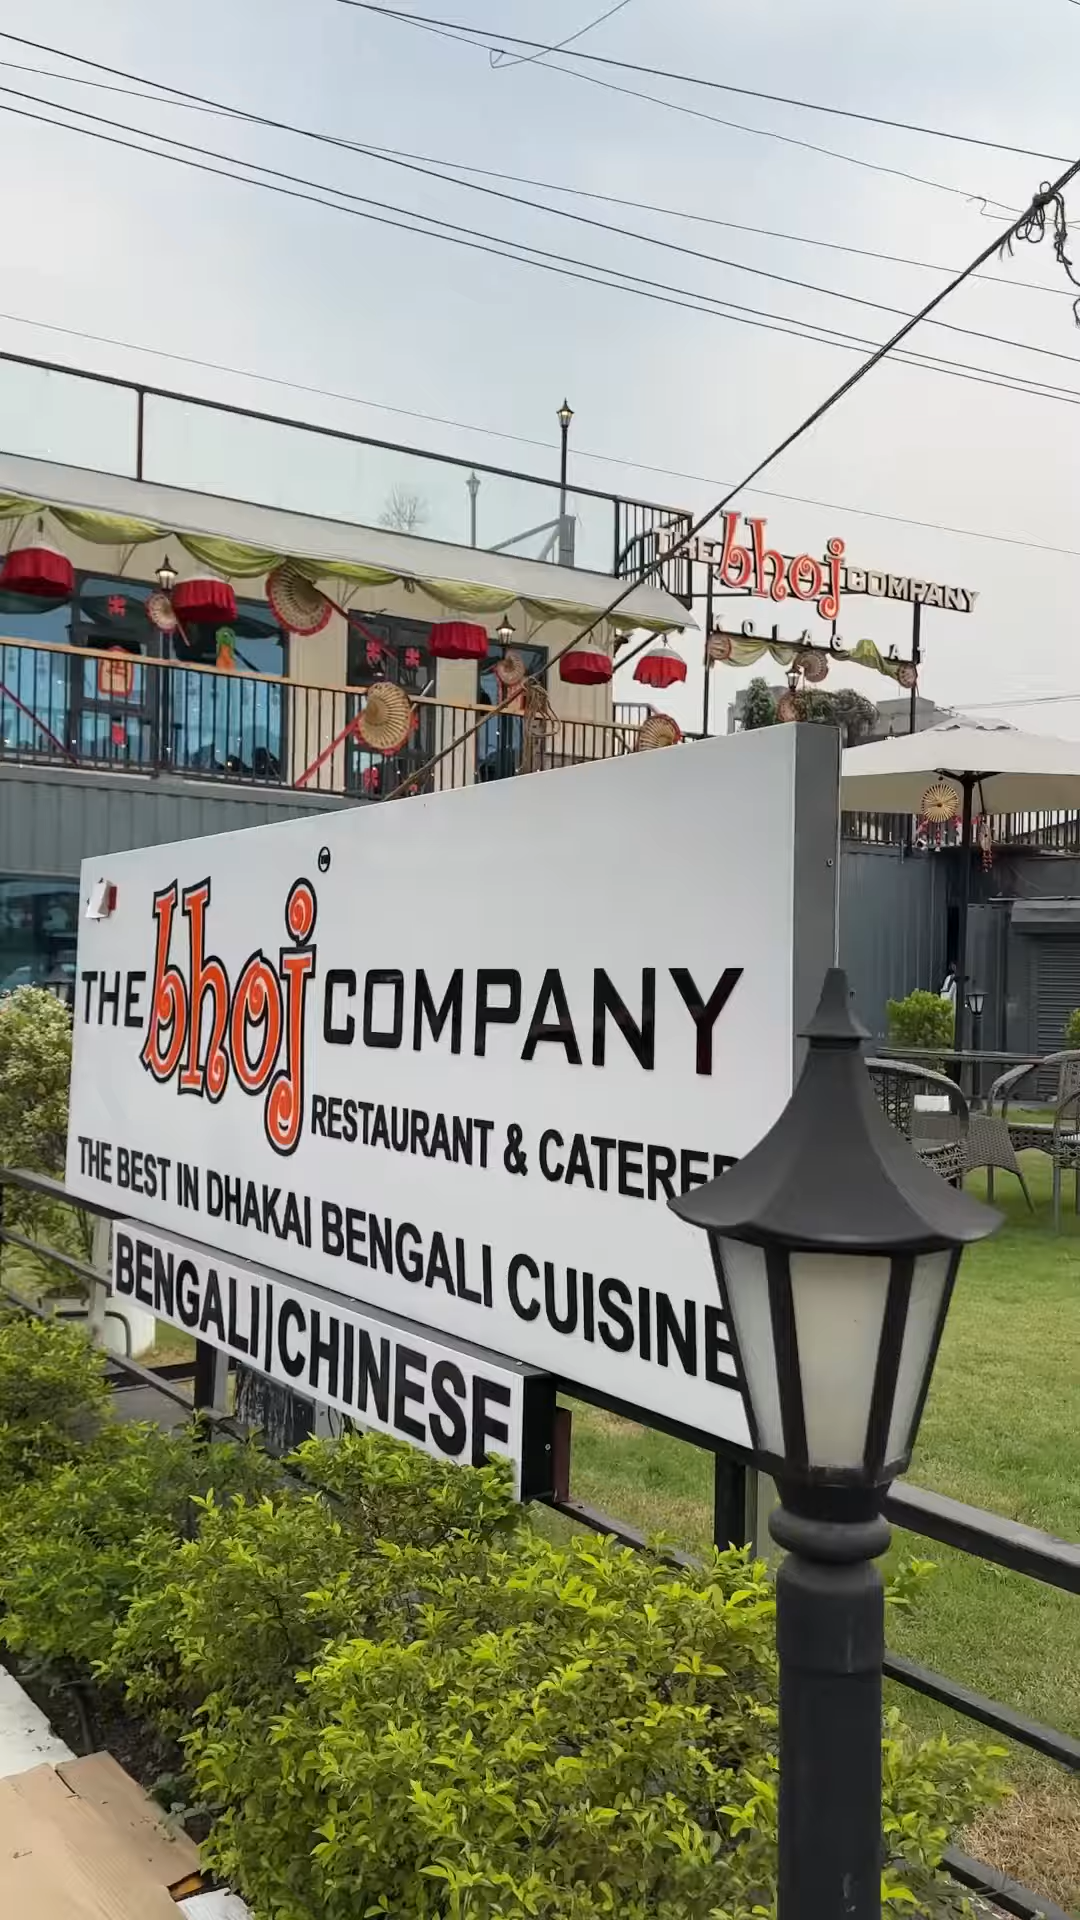 THE bhoj COMPANY
KOLAGHAT
THE bhoj COMPANY
RESTAURANT & CATERER
THE BEST IN DHAKAI BENGALI CUISINE
BENGALI|CHINESE